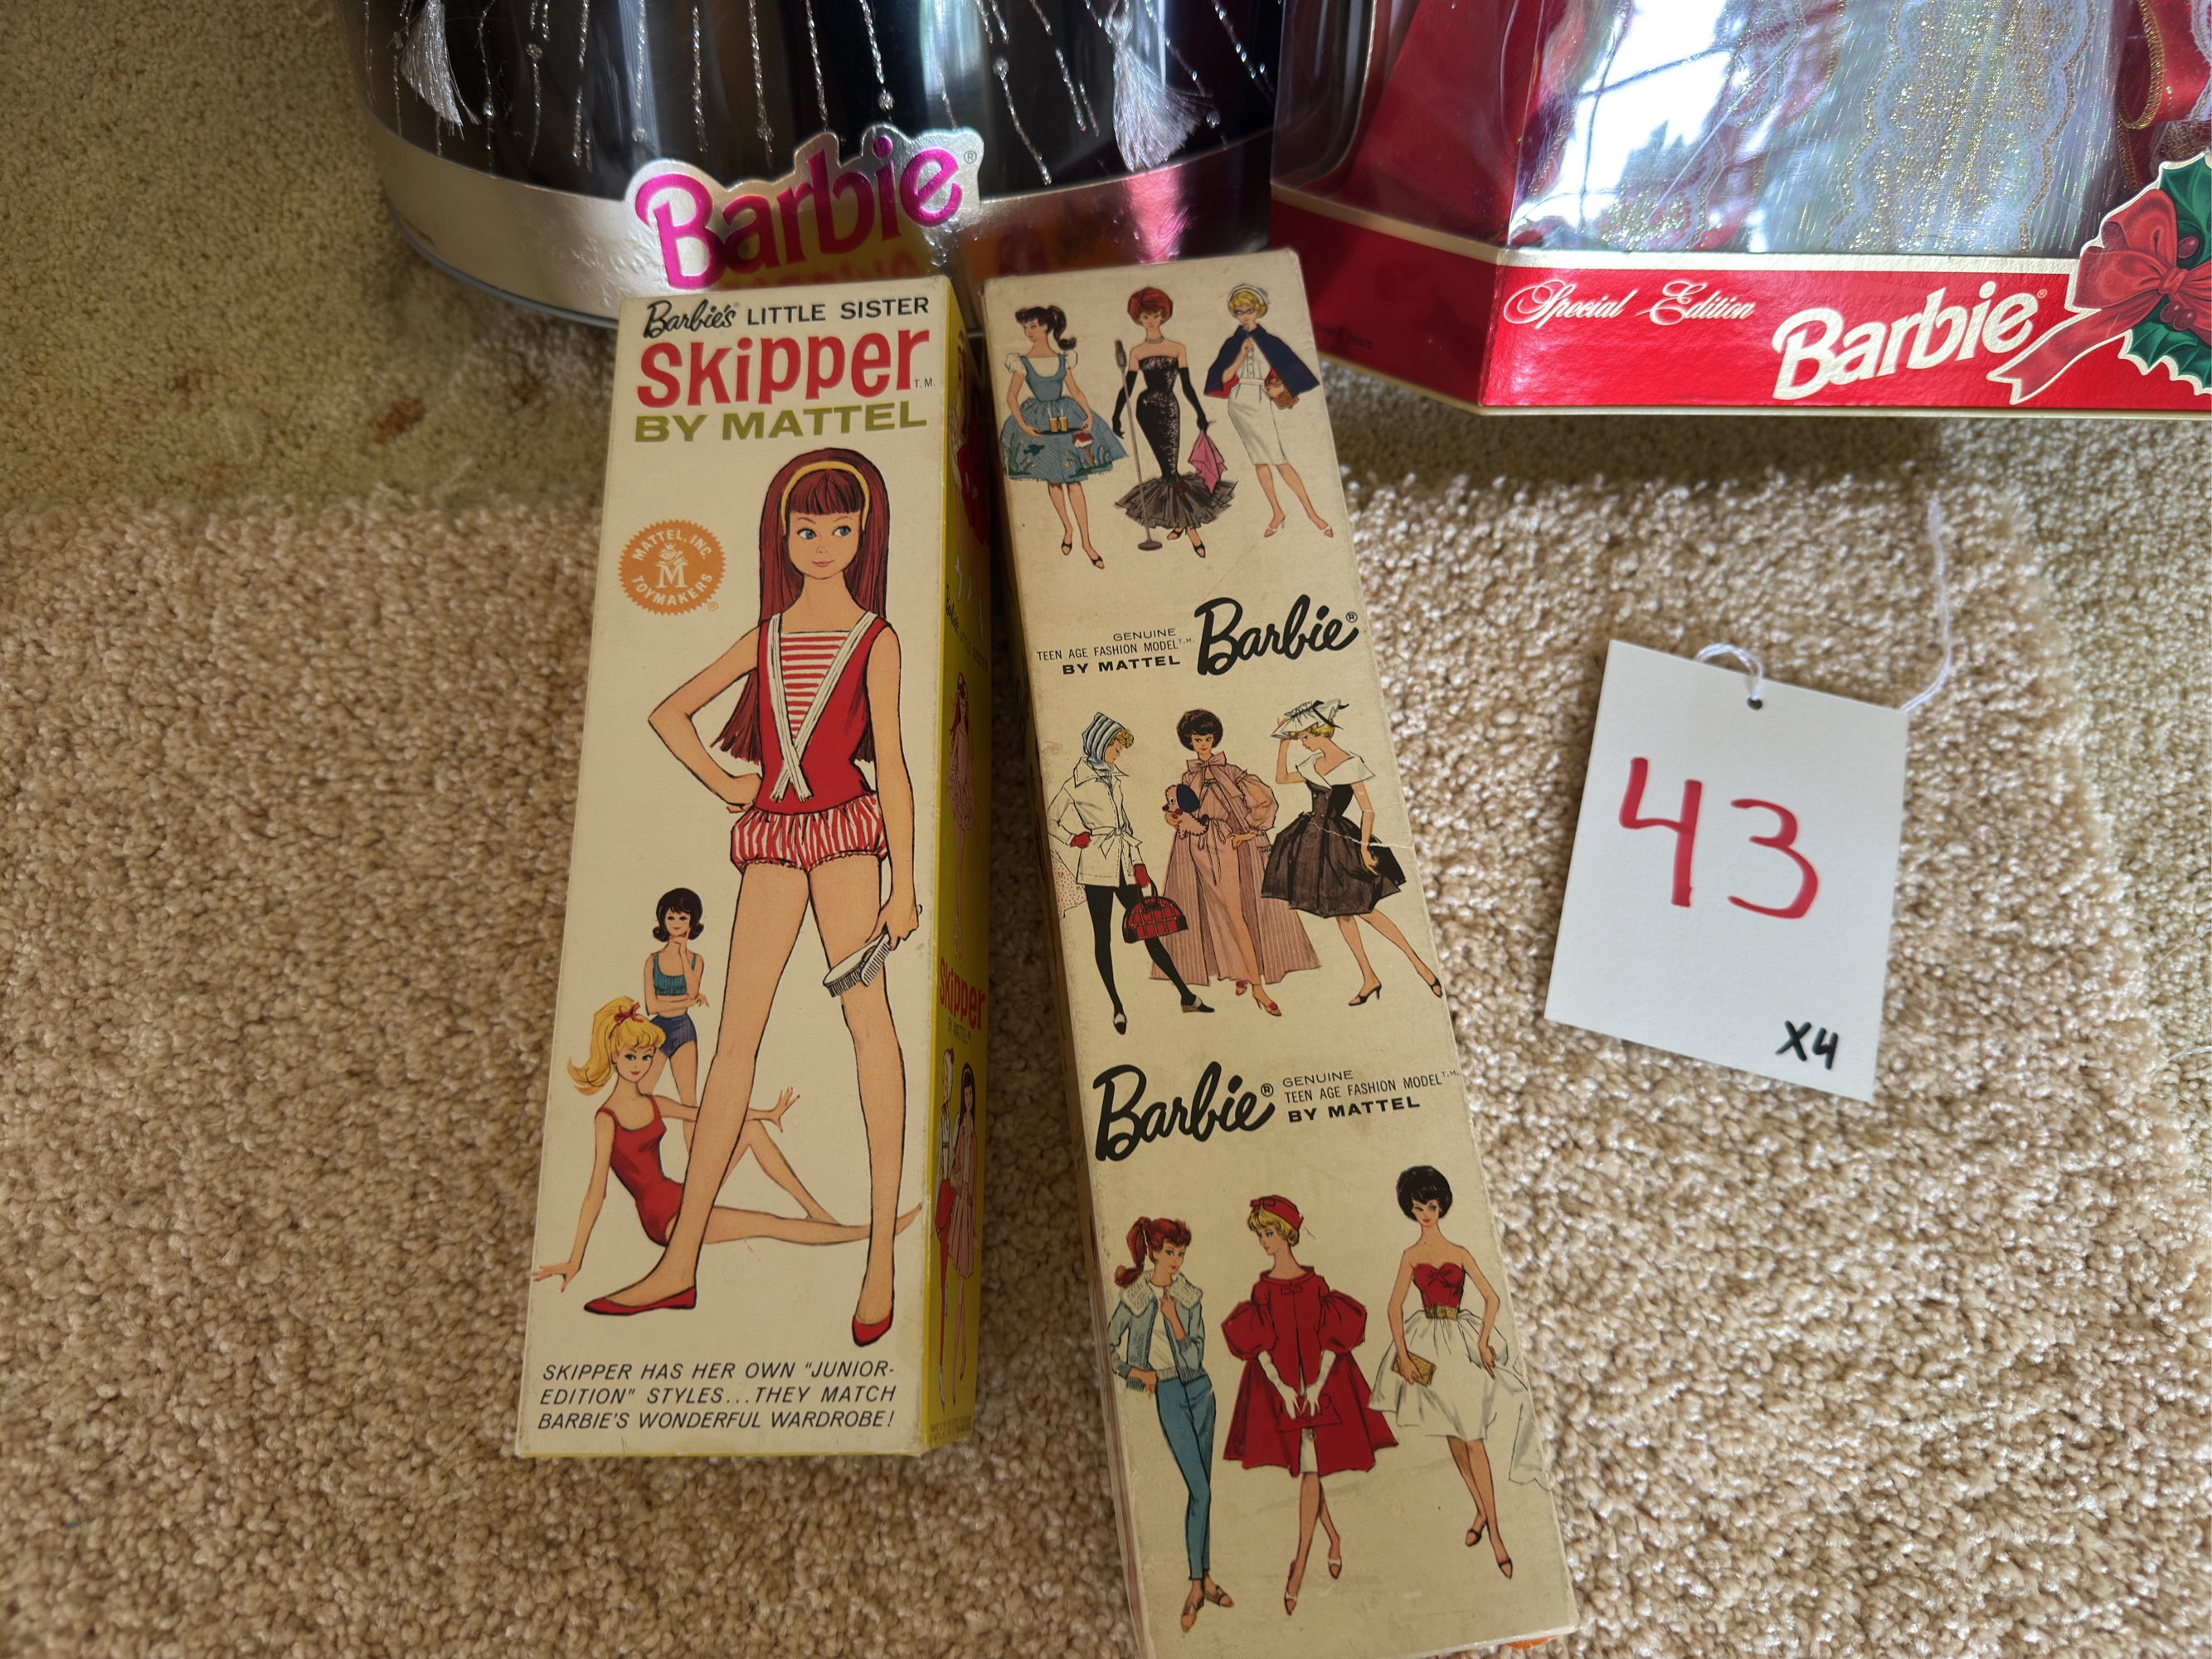 Barbie®
Special Edition
Barbie®
Barbie's® LITTLE SISTER
Skipper T.M.
BY MATTEL
MATTEL, INC.
M
TOYMAKERS
®
SKIPPER HAS HER OWN "JUNIOR-
EDITION" STYLES...THEY MATCH
BARBIE'S WONDERFUL WARDROBE!
Skipper
BY MATTEL
GENUINE
TEEN AGE FASHION MODEL T.M.
BY MATTEL
Barbie®
Barbie®
GENUINE
TEEN AGE FASHION MODEL T.M.
BY MATTEL
43
X4